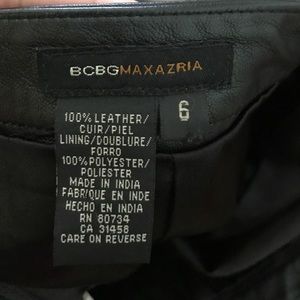 BCBGMAXAZRIA
6
100% LEATHER/
CUIR/PIEL
LINING/DOUBLURE/
FORRO
100% POLYESTER/
POLIESTER
MADE IN INDIA
FABRIQUE EN INDE
HECHO EN INDIA
RN 80734
CA 31458
CARE ON REVERSE